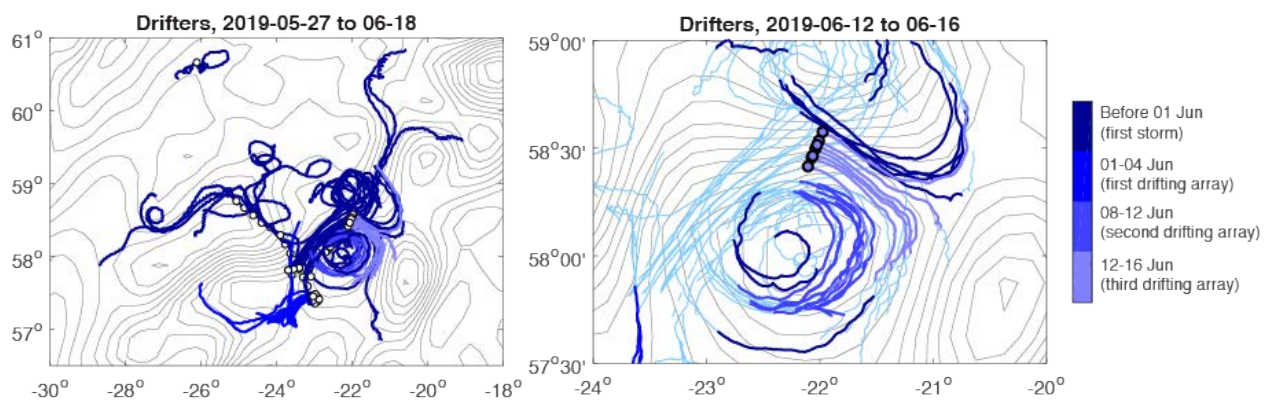 Drifters, 2019-05-27 to 06-18
61°
60°
59°
58°
57°
-30° -28° -26° -24° -22° -20° -18°
Drifters, 2019-06-12 to 06-16
59° 00'
58° 30'
58° 00'
57° 30'
-24° -23° -22° -21° -20°
Before 01 Jun
(first storm)
01-04 Jun
(first drifting array)
08-12 Jun
(second drifting array)
12-16 Jun
(third drifting array)